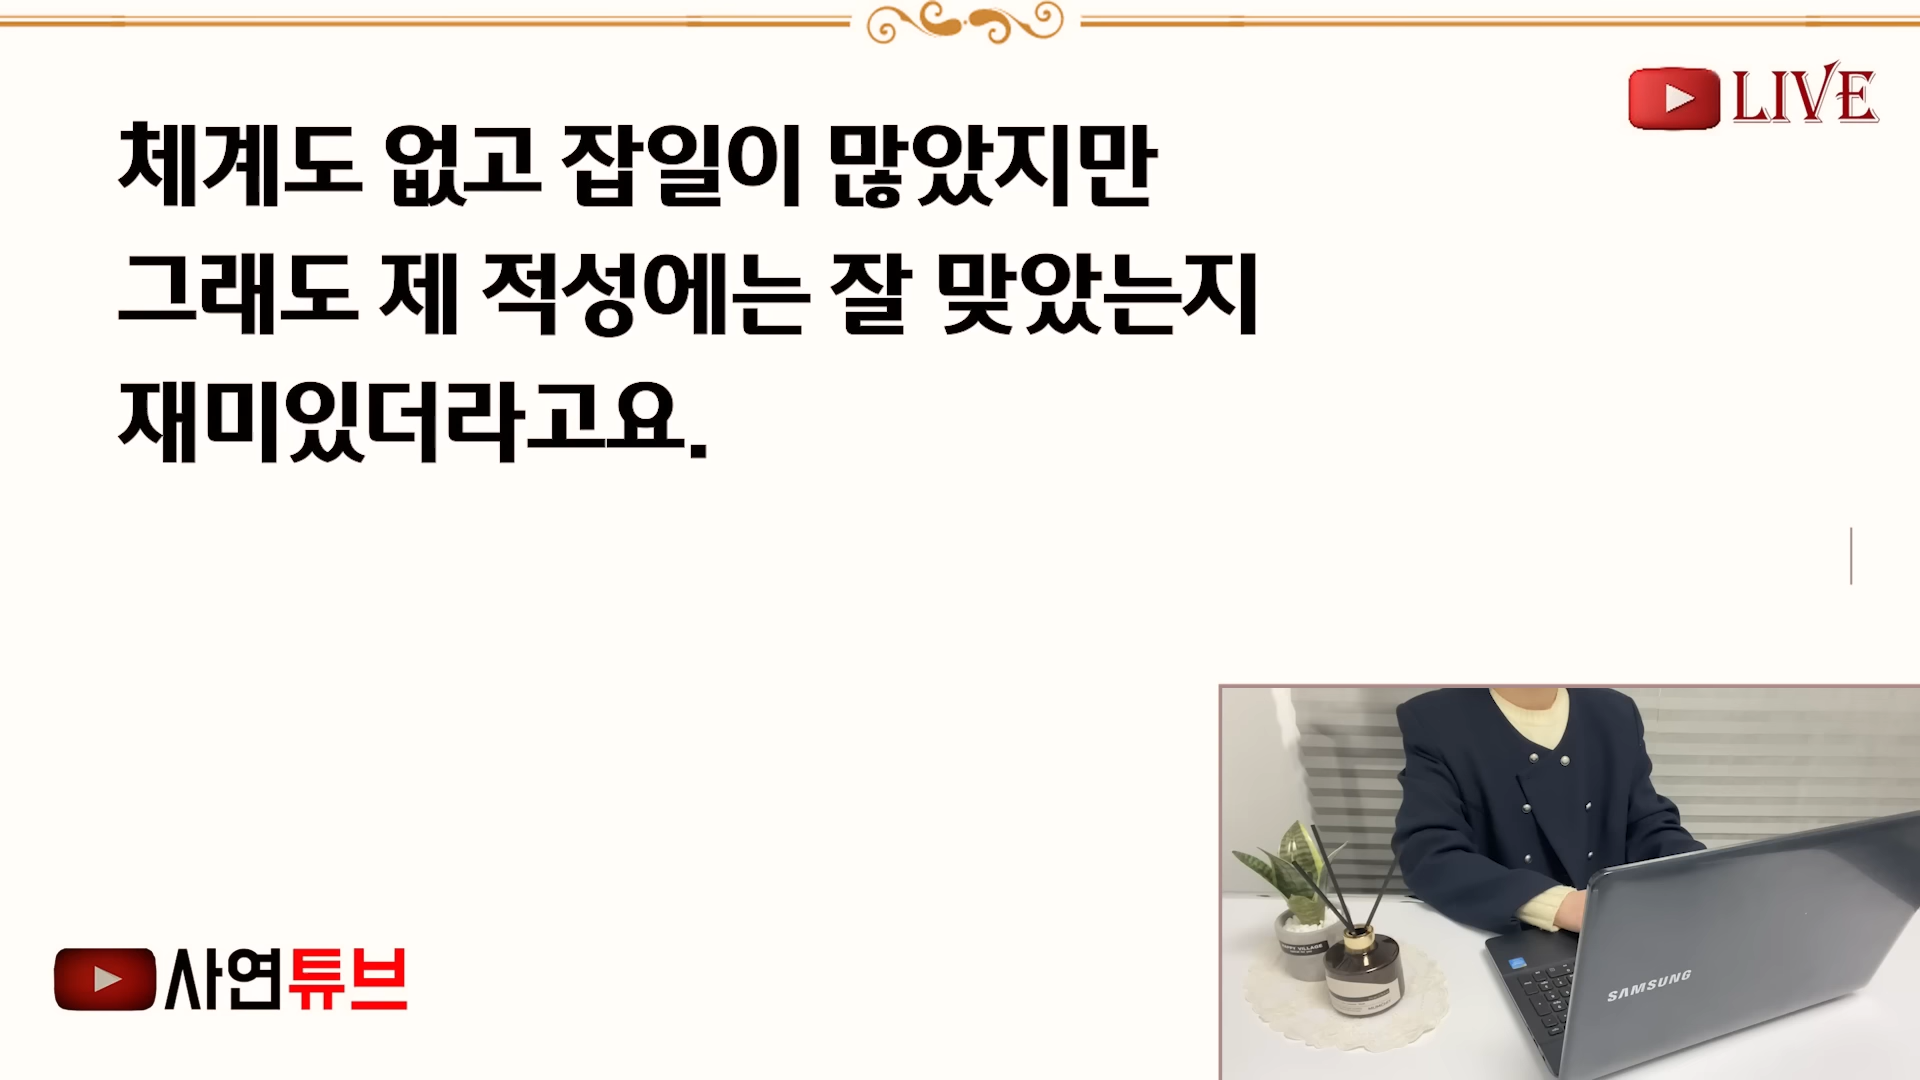 LIVE
체계도 없고 잡일이 많았지만
그래도 제 적성에는 잘 맞았는지
재미있더라고요.
사연튜브
SAMSUNG